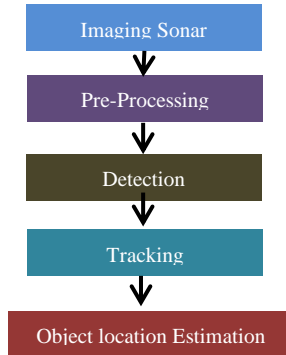 Imaging Sonar
Pre-Processing
Detection
Tracking
Object location Estimation